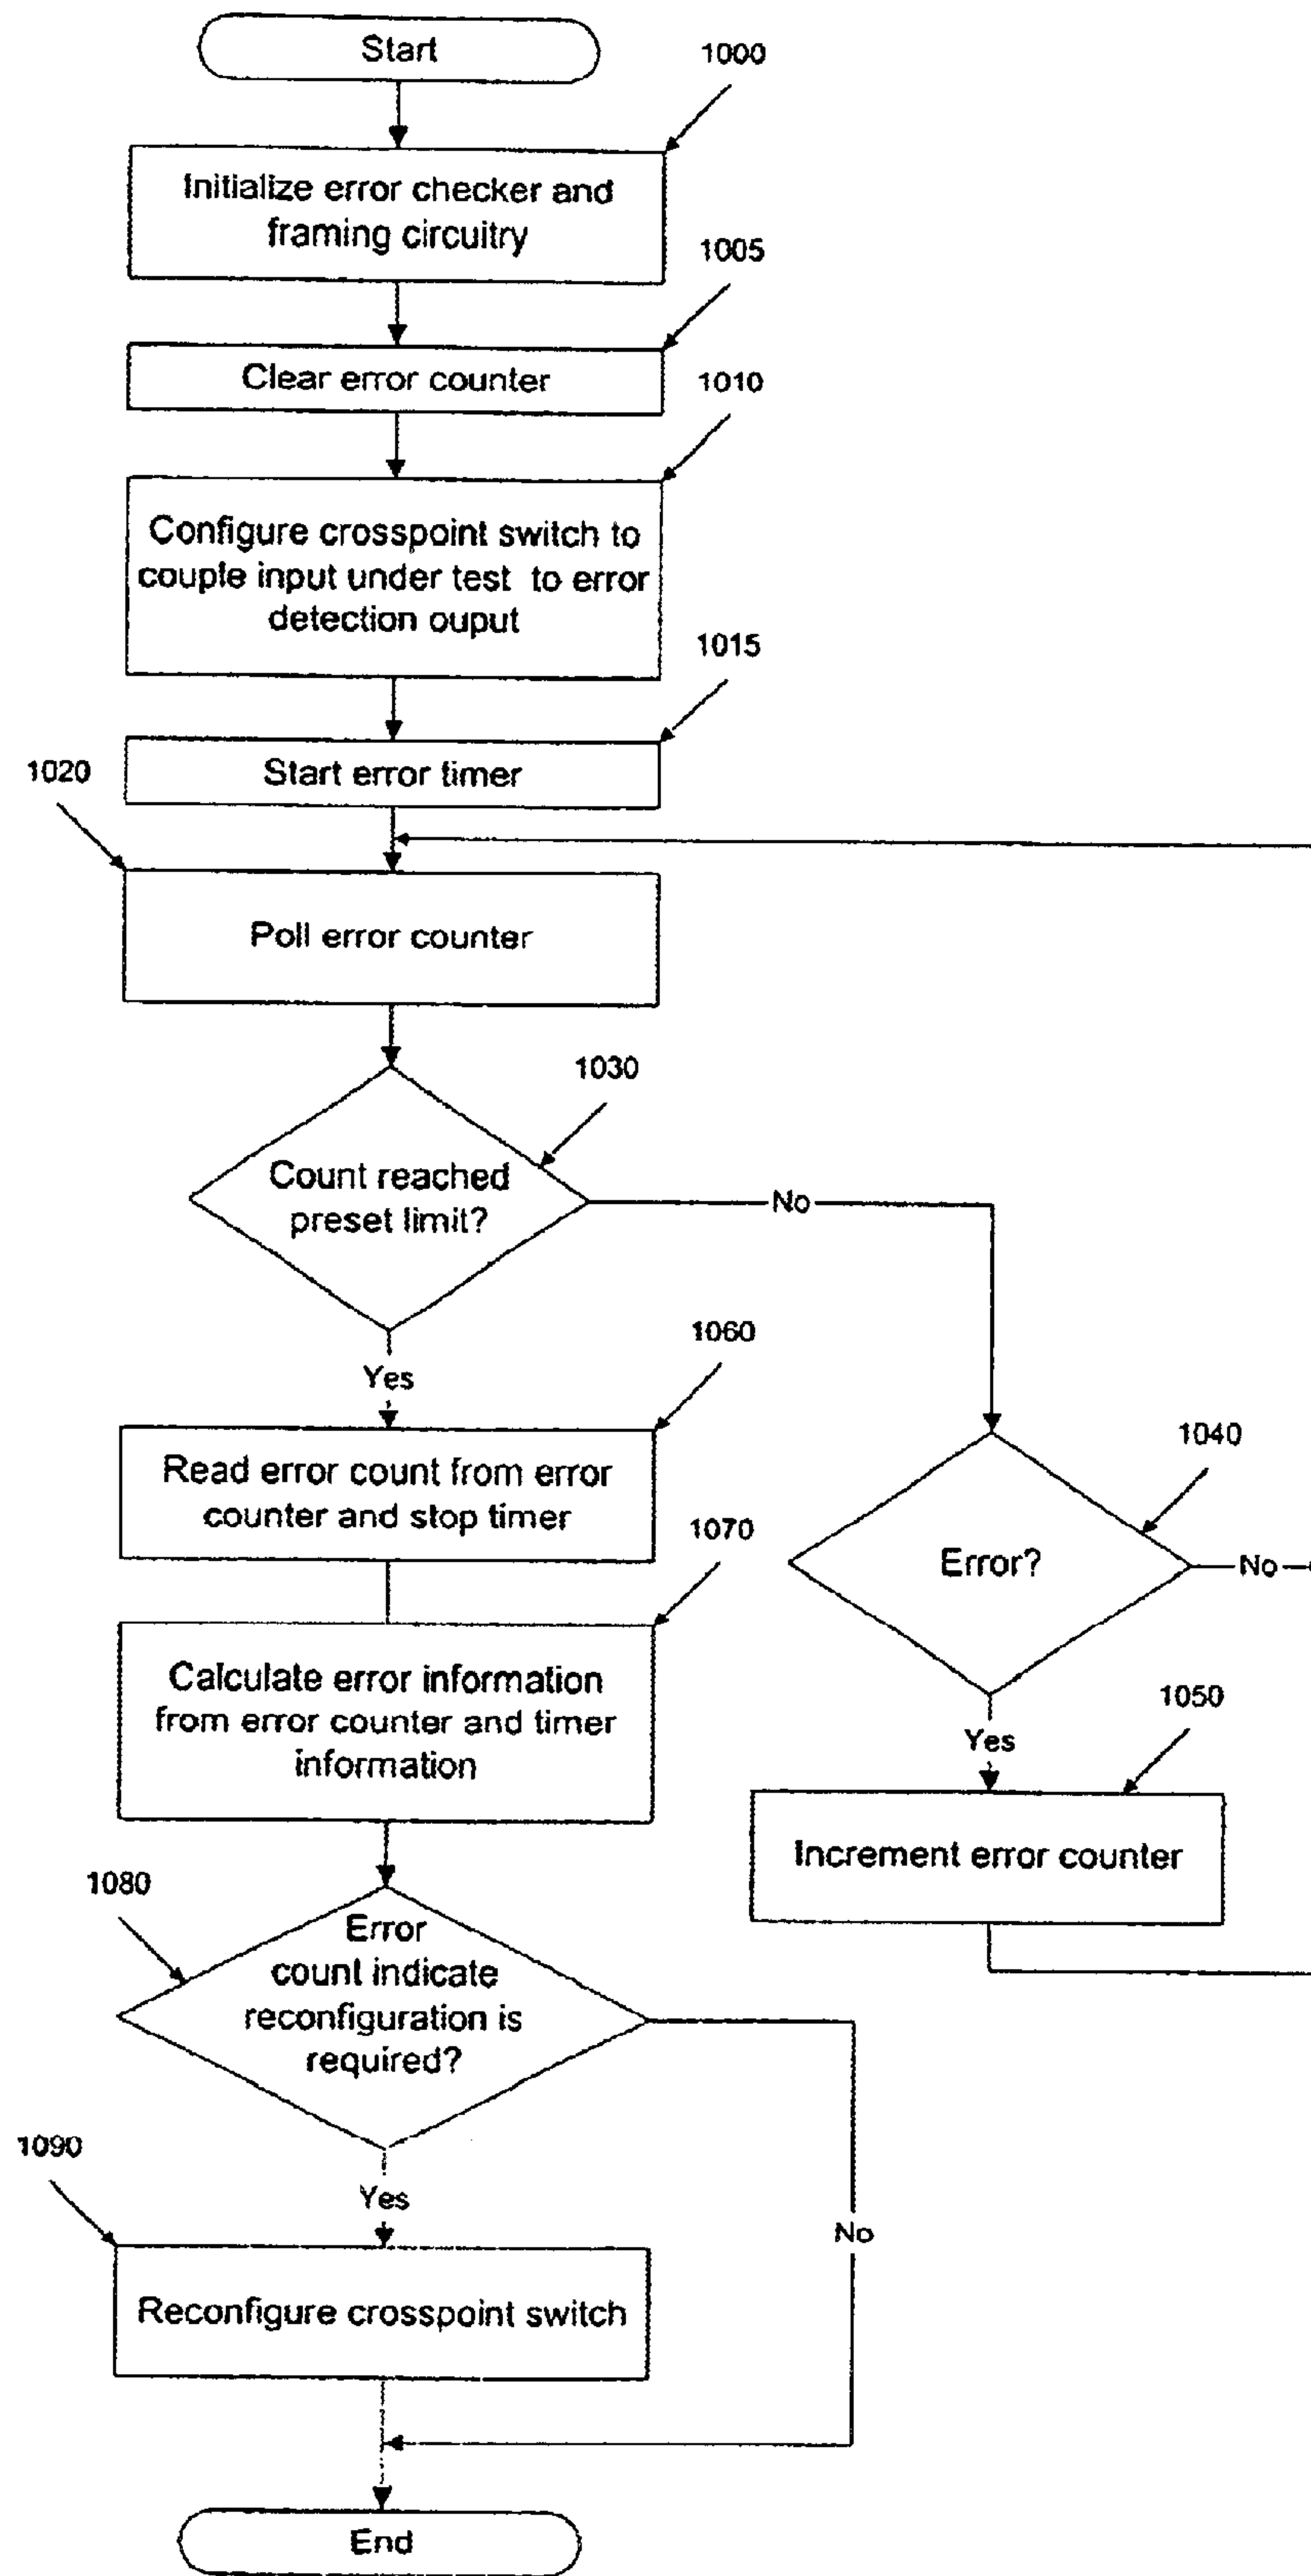 Start
1000
Initialize error checker and
framing circuitry
1005
Clear error counter
1010
Configure crosspoint switch to
couple input under test to error
detection ouput
1015
Start error timer
1020
Poll error counter
1030
Count reached
preset limit?
No
Yes
1060
Read error count from error
counter and stop timer
1040
Error?
No
1070
Calculate error information
from error counter and timer
information
Yes
1050
Increment error counter
1080
Error
count indicate
reconfiguration is
required?
Yes
No
1090
Reconfigure crosspoint switch
End